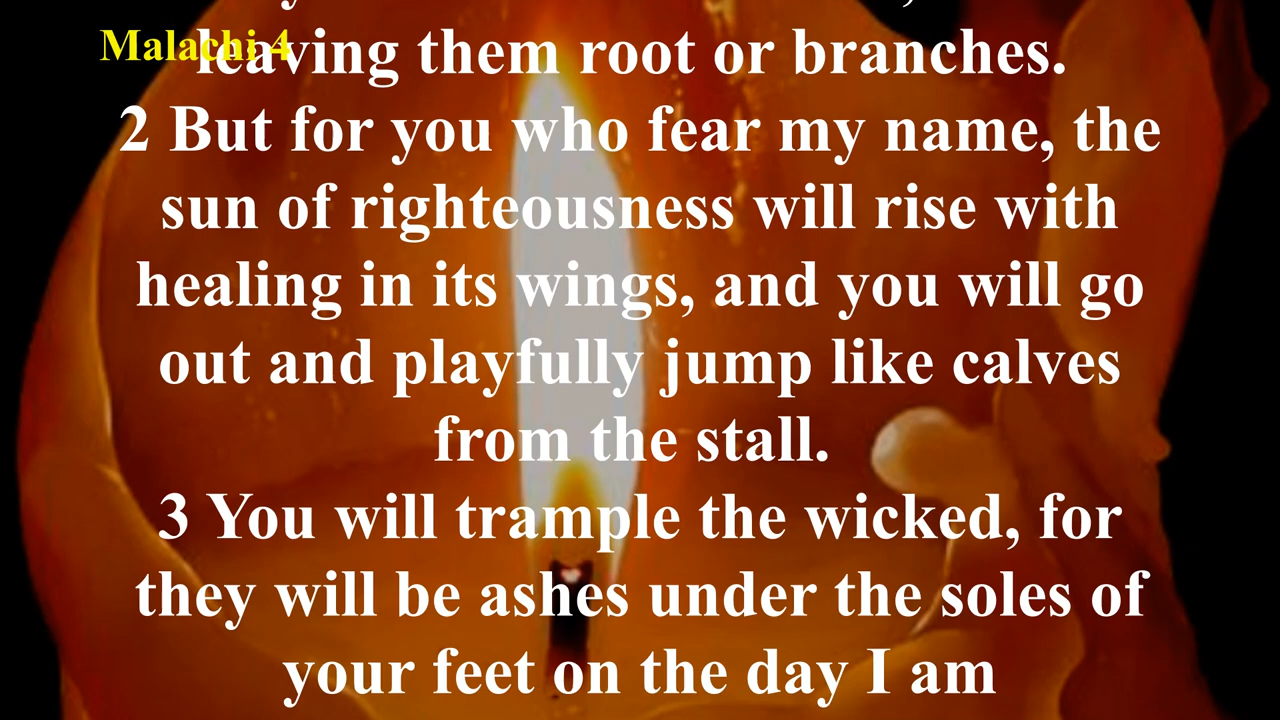 Malachi 4
leaving them root or branches.
2 But for you who fear my name, the
sun of righteousness will rise with
healing in its wings, and you will go
out and playfully jump like calves
from the stall.
3 You will trample the wicked, for
they will be ashes under the soles of
your feet on the day I am